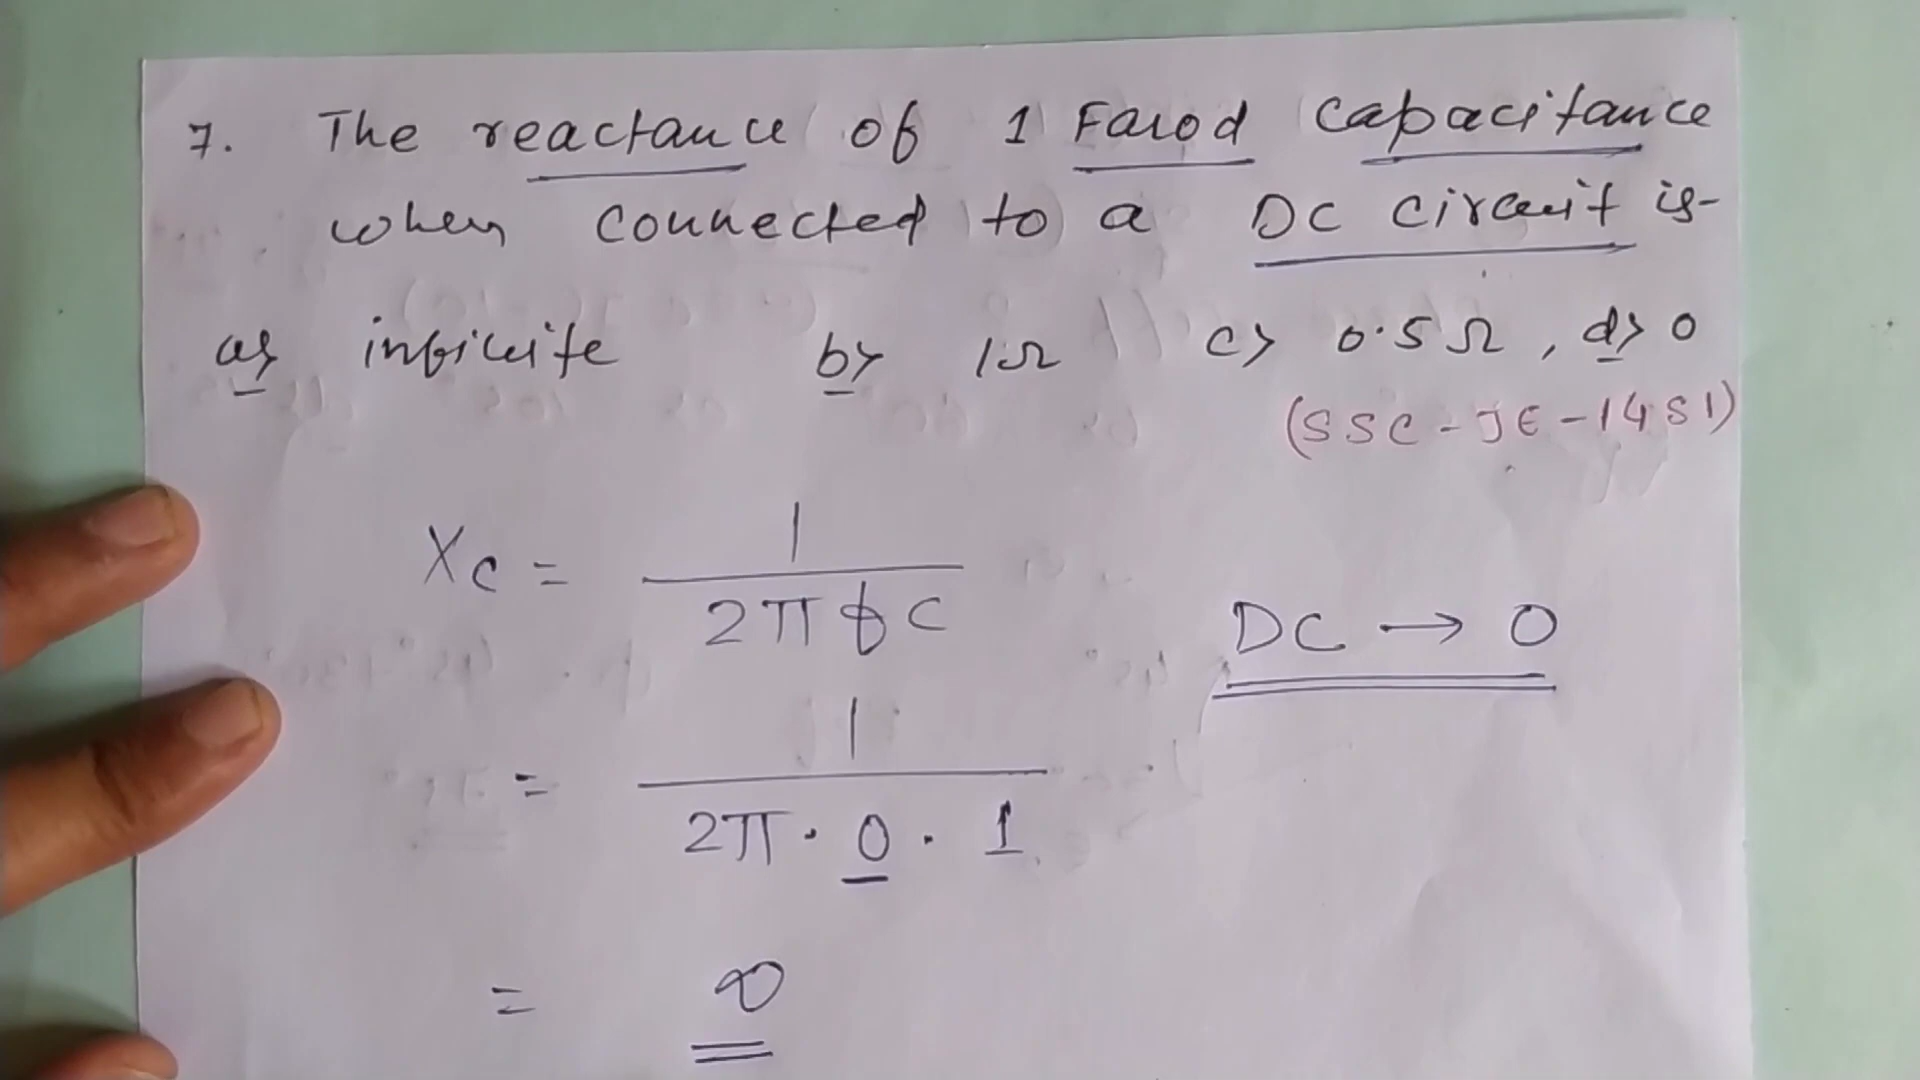 7. The reactance of 1 Farad capacitance
when connected to a DC circuit is-
a> infinite b> 1Ω c> 0.5Ω, d> 0
(SSC-JE-14S1)
Xc = 1 / 2π f c
DC → 0
= 1 / 2π . 0 . 1
= ∞